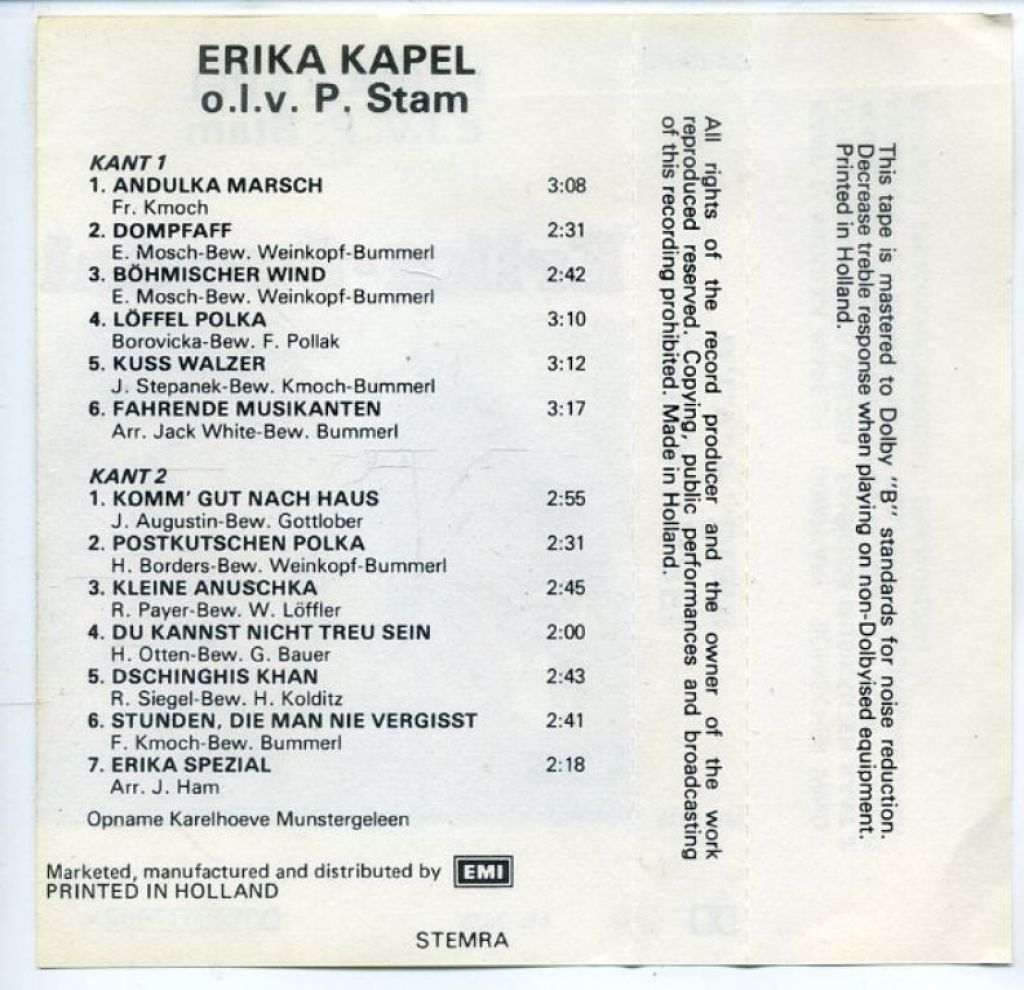 ERIKA KAPEL
o.l.v. P. Stam
KANT 1
1. ANDULKA MARSCH 3:08
Fr. Kmoch
2. DOMPFAFF 2:31
E. Mosch-Bew. Weinkopf-Bummerl
3. BÖHMISCHER WIND 2:42
E. Mosch-Bew. Weinkopf-Bummerl
4. LÖFFEL POLKA 3:10
Borovicka-Bew. F. Pollak
5. KUSS WALZER 3:12
J. Stepanek-Bew. Kmoch-Bummerl
6. FAHRENDE MUSIKANTEN 3:17
Arr. Jack White-Bew. Bummerl
KANT 2
1. KOMM' GUT NACH HAUS 2:55
J. Augustin-Bew. Gottlober
2. POSTKUTSCHEN POLKA 2:31
H. Borders-Bew. Weinkopf-Bummerl
3. KLEINE ANUSCHKA 2:45
R. Payer-Bew. W. Löffler
4. DU KANNST NICHT TREU SEIN 2:00
H. Otten-Bew. G. Bauer
5. DSCHINGHIS KHAN 2:43
R. Siegel-Bew. H. Kolditz
6. STUNDEN, DIE MAN NIE VERGISST 2:41
F. Kmoch-Bew. Bummerl
7. ERIKA SPEZIAL 2:18
Arr. J. Ham
Opname Karelhoeve Munstergeleen
Marketed, manufactured and distributed by EMI
PRINTED IN HOLLAND
STEMRA
All rights of the record producer and the owner of the work
reproduced reserved. Copying, public performances and broadcasting
of this recording prohibited. Made in Holland.
This tape is mastered to Dolby "B" standards for noise reduction.
Decrease treble response when playing on non-Dolbyised equipment.
Printed in Holland.